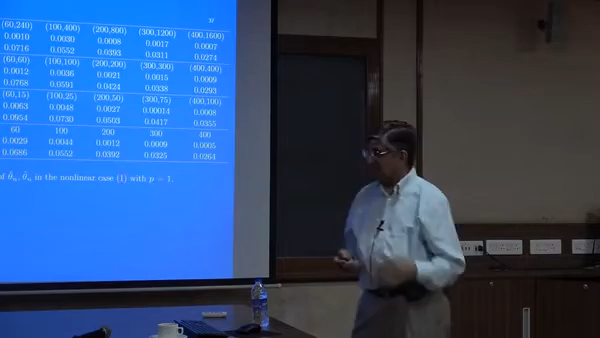 37
(60,240) (100,400) (200,800) (300,1200) (400,1600)
0.0010 0.0030 0.0008 0.0017 0.0007
0.0716 0.0552 0.0393 0.0311 0.0274
(60,60) (100,100) (200,200) (300,300) (400,400)
0.0012 0.0036 0.0021 0.0015 0.0009
0.0768 0.0591 0.0424 0.0338 0.0293
(60,15) (100,25) (200,50) (300,75) (400,100)
0.0063 0.0048 0.0027 0.00014 0.0008
0.0954 0.0730 0.0503 0.0417 0.0355
60 100 200 300 400
0.0029 0.0044 0.0012 0.0009 0.0005
0.0686 0.0552 0.0392 0.0325 0.0264
of θ̂ₙ, θ̃ₙ in the nonlinear case (1) with p = 1.